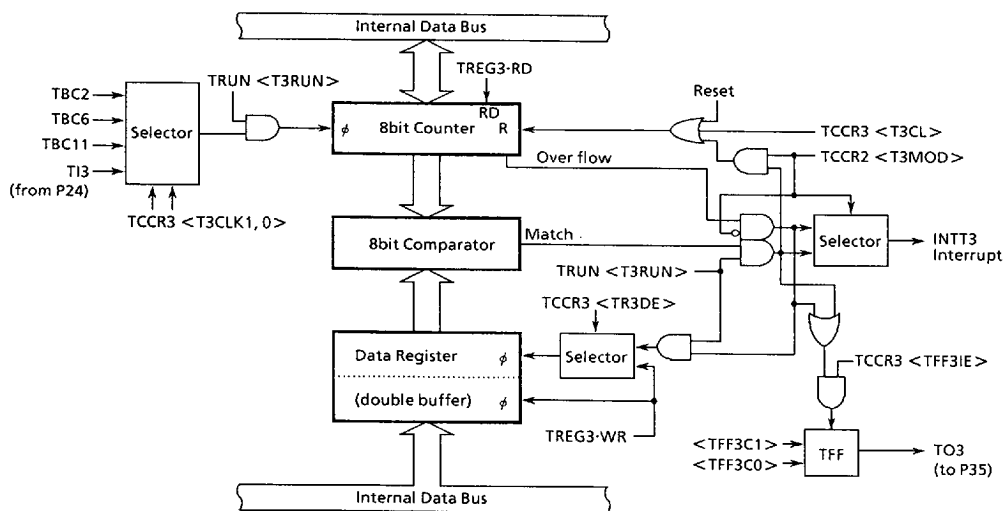 Internal Data Bus
TREG3·RD
TRUN <T3RUN>
Reset
TBC2
TBC6
TBC11
TI3
(from P24)
Selector
ϕ 8bit Counter RD R
TCCR3 <T3CL>
TCCR2 <T3MOD>
Over flow
TCCR3 <T3CLK1, 0>
8bit Comparator
Match
Selector
INTT3
Interrupt
TRUN <T3RUN>
TCCR3 <TR3DE>
Data Register ϕ
Selector
TCCR3 <TFF3IE>
(double buffer) ϕ
TREG3·WR
<TFF3C1>
<TFF3C0>
TFF
TO3
(to P35)
Internal Data Bus